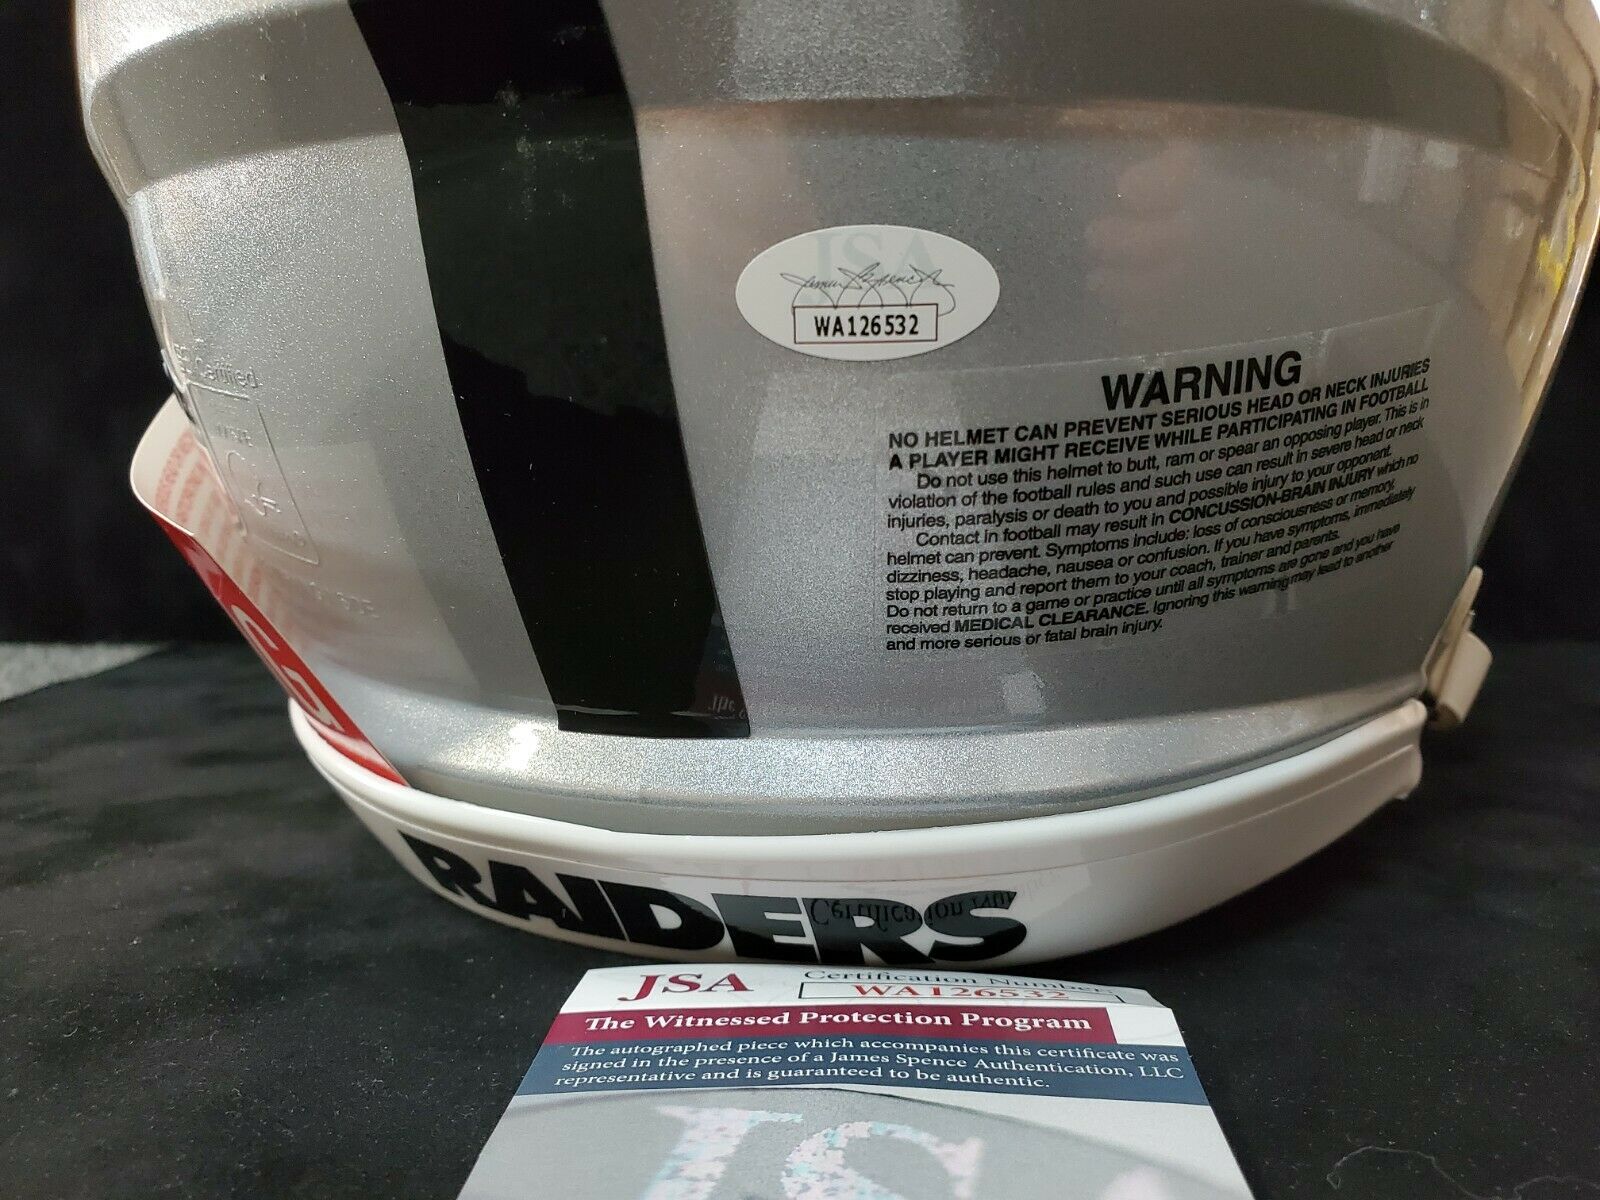 JSA
James Spence
WA126532
WARNING
NO HELMET CAN PREVENT SERIOUS HEAD OR NECK INJURIES
A PLAYER MIGHT RECEIVE WHILE PARTICIPATING IN FOOTBALL
Do not use this helmet to butt, ram or spear an opposing player. This is in
violation of the football rules and such use can result in severe head or neck
injuries, paralysis or death to you and possible injury to your opponent.
Contact in football may result in CONCUSSION-BRAIN INJURY which no
helmet can prevent. Symptoms include: loss of consciousness or memory,
dizziness, headache, nausea or confusion. If you have symptoms, immediately
stop playing and report them to your coach, trainer and parents.
Do not return to a game or practice until all symptoms are gone and you have
received MEDICAL CLEARANCE. Ignoring this warning may lead to another
and more serious or fatal brain injury.
Certified
RAIDERS
JSA Certification Number
WA126532
The Witnessed Protection Program
The autographed piece which accompanies this certificate was
signed in the presence of a James Spence Authentication, LLC
representative and is guaranteed to be authentic.
JS